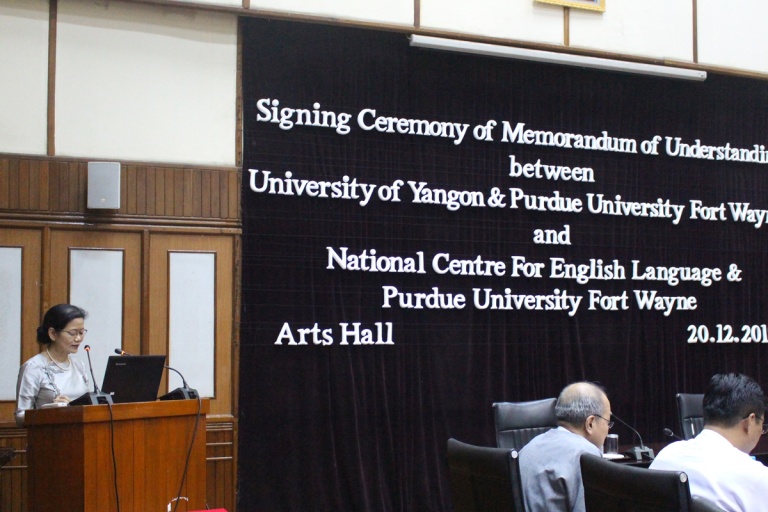 Signing Ceremony of Memorandum of Understandin
between
University of Yangon & Purdue University Fort Wayn
and
National Centre For English Language &
Purdue University Fort Wayne
Arts Hall 20.12.201